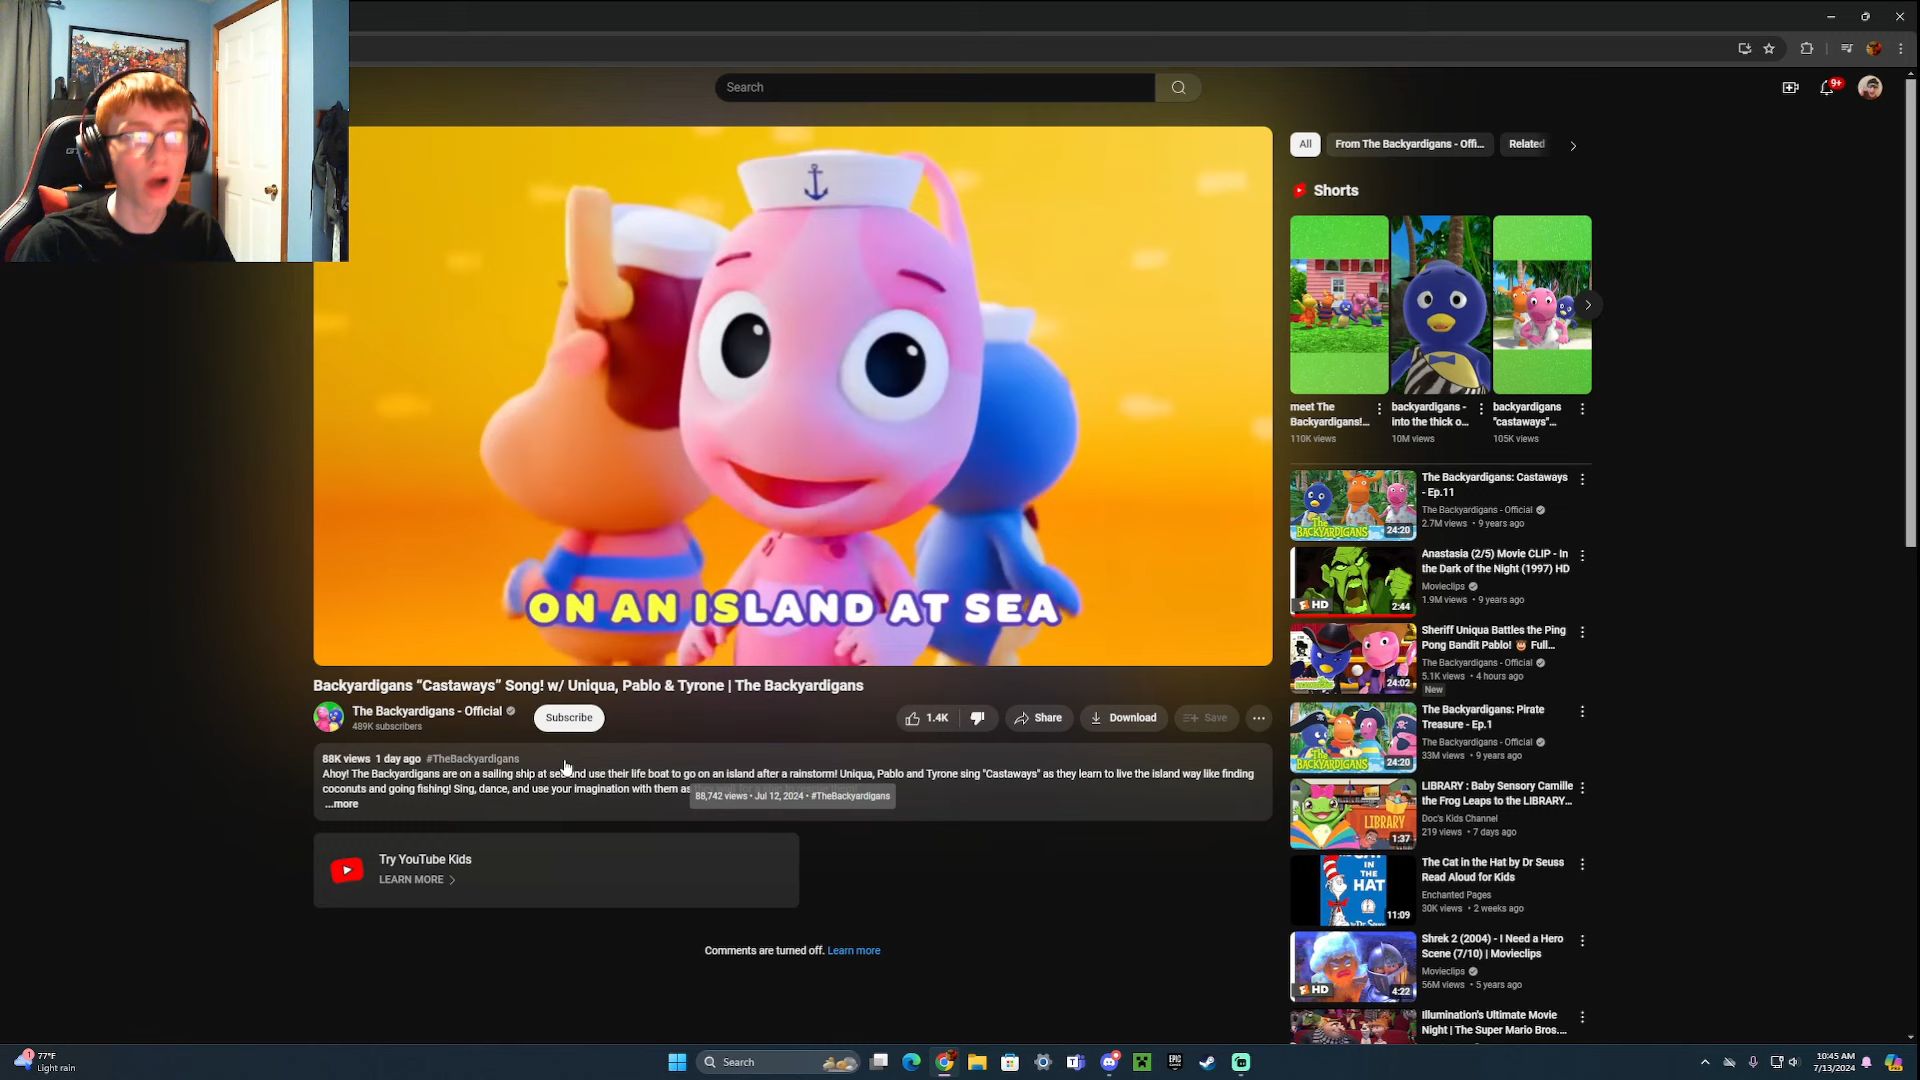 Search
9+
All
From The Backyardigans - Offi...
Related
Shorts
meet The
Backyardigans!...
110K views
backyardigans -
into the thick o...
10M views
backyardigans
"castaways"...
105K views
ON AN ISLAND AT SEA
Backyardigans “Castaways” Song! w/ Uniqua, Pablo & Tyrone | The Backyardigans
The Backyardigans - Official
489K subscribers
Subscribe
1.4K
Share
Download
Save
88K views 1 day ago #TheBackyardigans
Ahoy! The Backyardigans are on a sailing ship at sea and use their life boat to go on an island after a rainstorm! Uniqua, Pablo and Tyrone sing "Castaways" as they learn to live the island way like finding
coconuts and going fishing! Sing, dance, and use your imagination with them as
88,742 views • Jul 12, 2024 • #TheBackyardigans
...more
Try YouTube Kids
LEARN MORE
Comments are turned off. Learn more
The BACKYARDIGANS
24:20
The Backyardigans: Castaways
- Ep.11
The Backyardigans - Official
2.7M views • 9 years ago
HD
2:44
Anastasia (2/5) Movie CLIP - In
the Dark of the Night (1997) HD
Movieclips
1.9M views • 9 years ago
24:02
Sheriff Uniqua Battles the Ping
Pong Bandit Pablo! Full...
The Backyardigans - Official
5.1K views • 4 hours ago
New
The BACKYARDIGANS
24:20
The Backyardigans: Pirate
Treasure - Ep.1
The Backyardigans - Official
33M views • 9 years ago
LIBRARY
1:37
LIBRARY : Baby Sensory Camille
the Frog Leaps to the LIBRARY...
Doc's Kids Channel
219 views • 7 days ago
IN
THE
HAT
11:09
The Cat in the Hat by Dr Seuss
Read Aloud for Kids
Enchanted Pages
30K views • 2 weeks ago
HD
4:22
Shrek 2 (2004) - I Need a Hero
Scene (7/10) | Movieclips
Movieclips
56M views • 5 years ago
Illumination's Ultimate Movie
Night | The Super Mario Bros....
1
77°F
Light rain
Search
EPIC
10:45 AM
7/13/2024